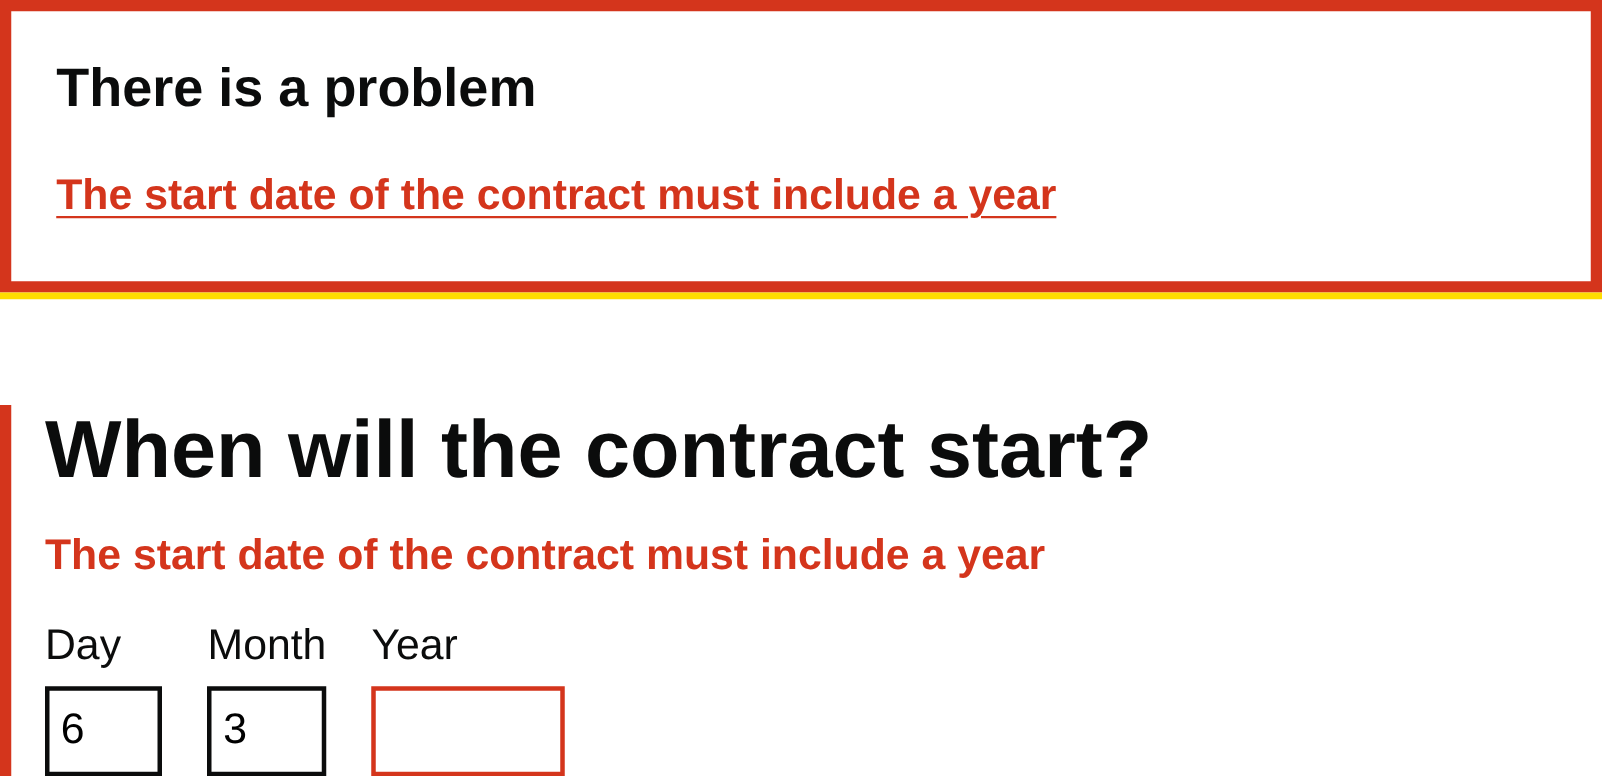 There is a problem
The start date of the contract must include a year
When will the contract start?
The start date of the contract must include a year
Day Month Year
6 3